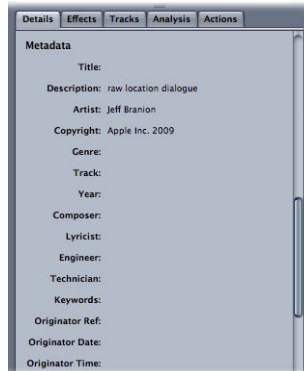 Details Effects Tracks Analysis Actions
Metadata
Title:
Description: raw location dialogue
Artist: Jeff Branion
Copyright: Apple Inc. 2009
Genre:
Track:
Year:
Composer:
Lyricist:
Engineer:
Technician:
Keywords:
Originator Ref:
Originator Date:
Originator Time: